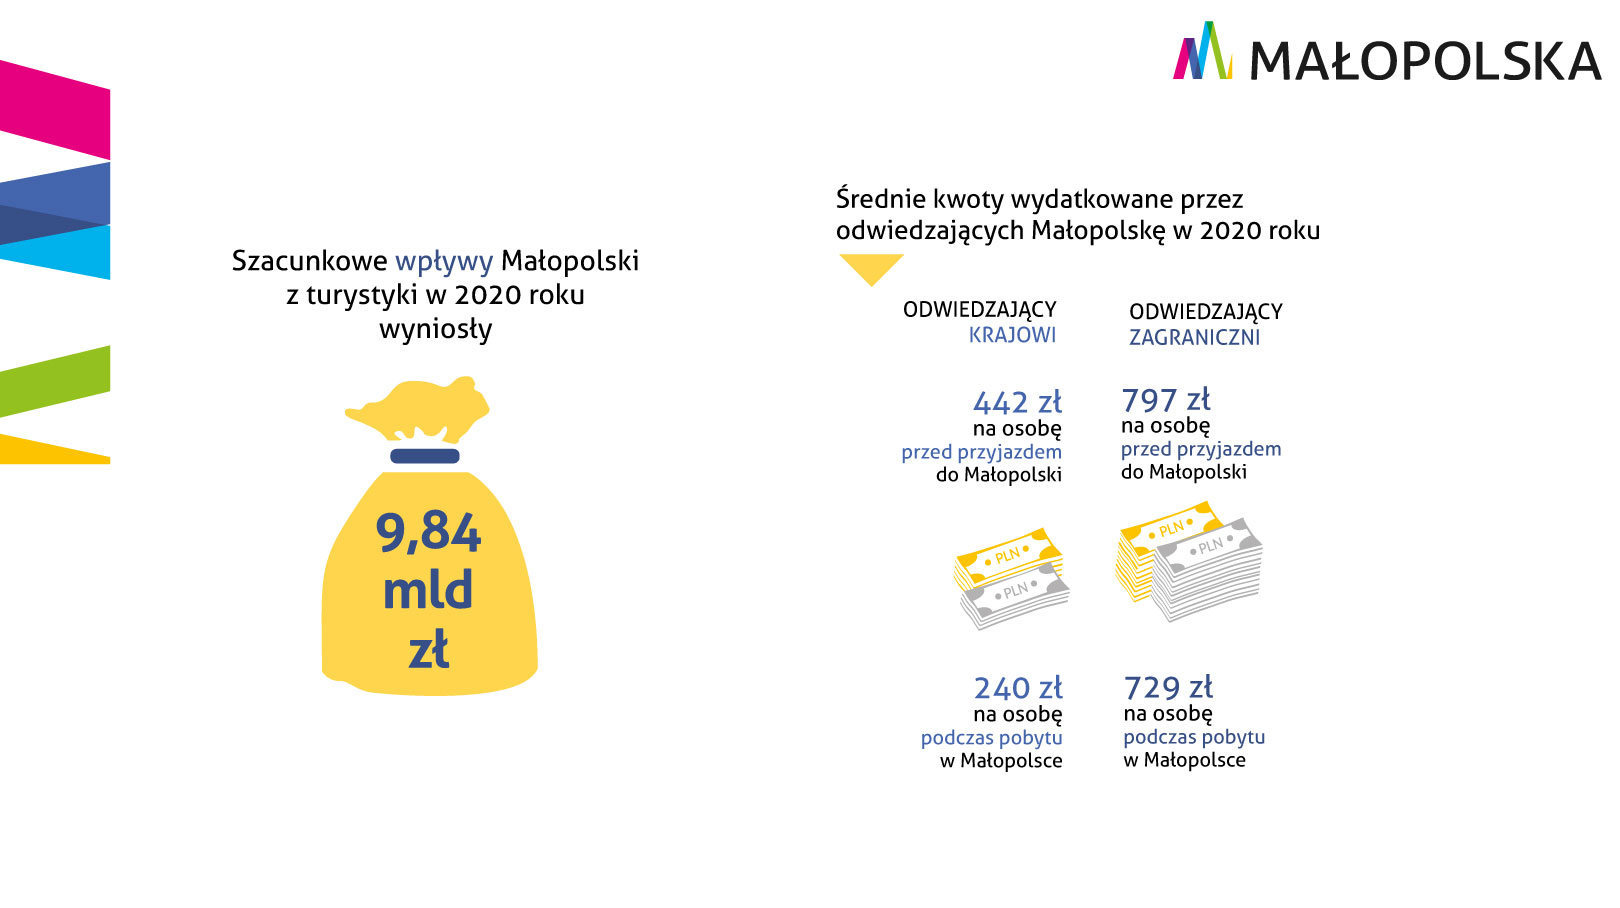 MAŁOPOLSKA
Szacunkowe wpływy Małopolski
z turystyki w 2020 roku
wyniosły
9,84
mld
zł
Średnie kwoty wydatkowane przez
odwiedzających Małopolskę w 2020 roku
ODWIEDZAJĄCY
KRAJOWI
442 zł
na osobę
przed przyjazdem
do Małopolski
PLN
PLN
240 zł
na osobę
podczas pobytu
w Małopolsce
ODWIEDZAJĄCY
ZAGRANICZNI
797 zł
na osobę
przed przyjazdem
do Małopolski
PLN
PLN
729 zł
na osobę
podczas pobytu
w Małopolsce